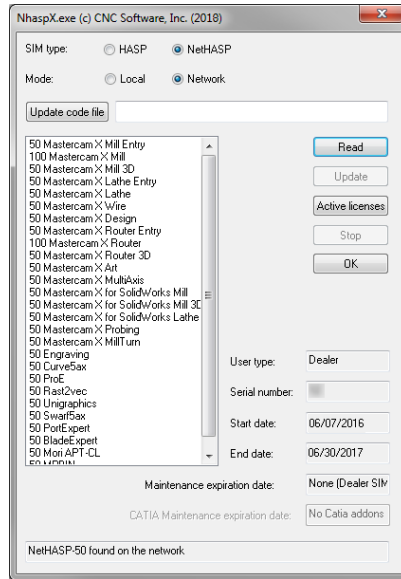 NhaspX.exe (c) CNC Software, Inc. (2018)
SIM type: HASP NetHASP
Mode: Local Network
Update code file
50 Mastercam X Mill Entry
100 Mastercam X Mill
50 Mastercam X Mill 3D
50 Mastercam X Lathe Entry
50 Mastercam X Lathe
50 Mastercam X Wire
50 Mastercam X Design
50 Mastercam X Router Entry
100 Mastercam X Router
50 Mastercam X Router 3D
50 Mastercam X Art
50 Mastercam X MultiAxis
50 Mastercam X for SolidWorks Mill
50 Mastercam X for SolidWorks Mill 3D
50 Mastercam X for SolidWorks Lathe
50 Mastercam X Probing
50 Mastercam X MillTurn
50 Engraving
50 Curve5ax
50 ProE
50 Rast2vec
50 Unigraphics
50 Swarf5ax
50 PortExpert
50 BladeExpert
50 Mori APT-CL
Read
Update
Active licenses
Stop
OK
User type: Dealer
Serial number:
Start date: 06/07/2016
End date: 06/30/2017
Maintenance expiration date: None (Dealer SIM
CATIA Maintenance expiration date: No Catia addons
NetHASP-50 found on the network